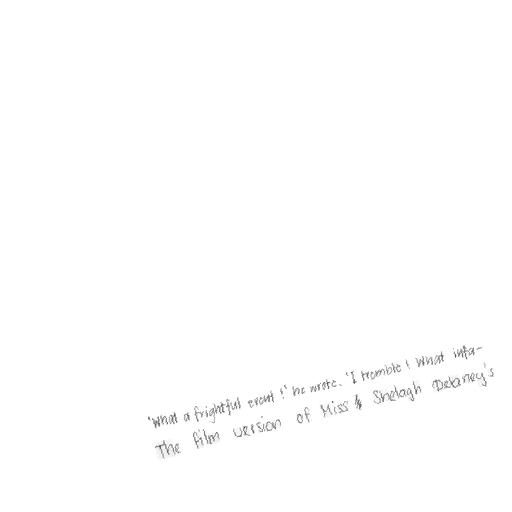 "What a frightful event!" he wrote. "I tremble! What infa-
The film version of Miss Shelagh Delaney's